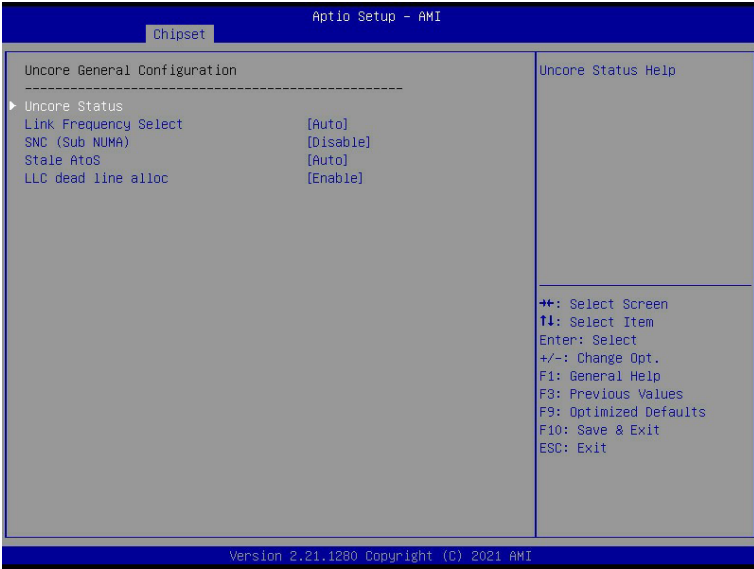 Aptio Setup – AMI
Chipset
Uncore General Configuration
--------------------------------------------------
Uncore Status
Link Frequency Select [Auto]
SNC (Sub NUMA) [Disable]
Stale AtoS [Auto]
LLC dead line alloc [Enable]
Uncore Status Help
→←: Select Screen
↑↓: Select Item
Enter: Select
+/-: Change Opt.
F1: General Help
F3: Previous Values
F9: Optimized Defaults
F10: Save & Exit
ESC: Exit
Version 2.21.1280 Copyright (C) 2021 AMI